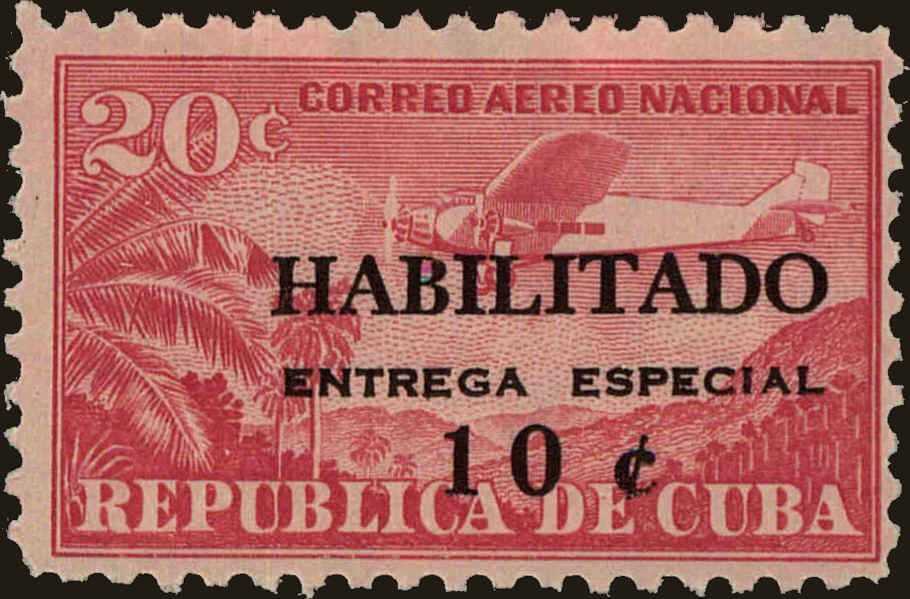 20¢ CORREO AEREO NACIONAL
HABILITADO
ENTREGA ESPECIAL
10 ¢
REPUBLICA DE CUBA